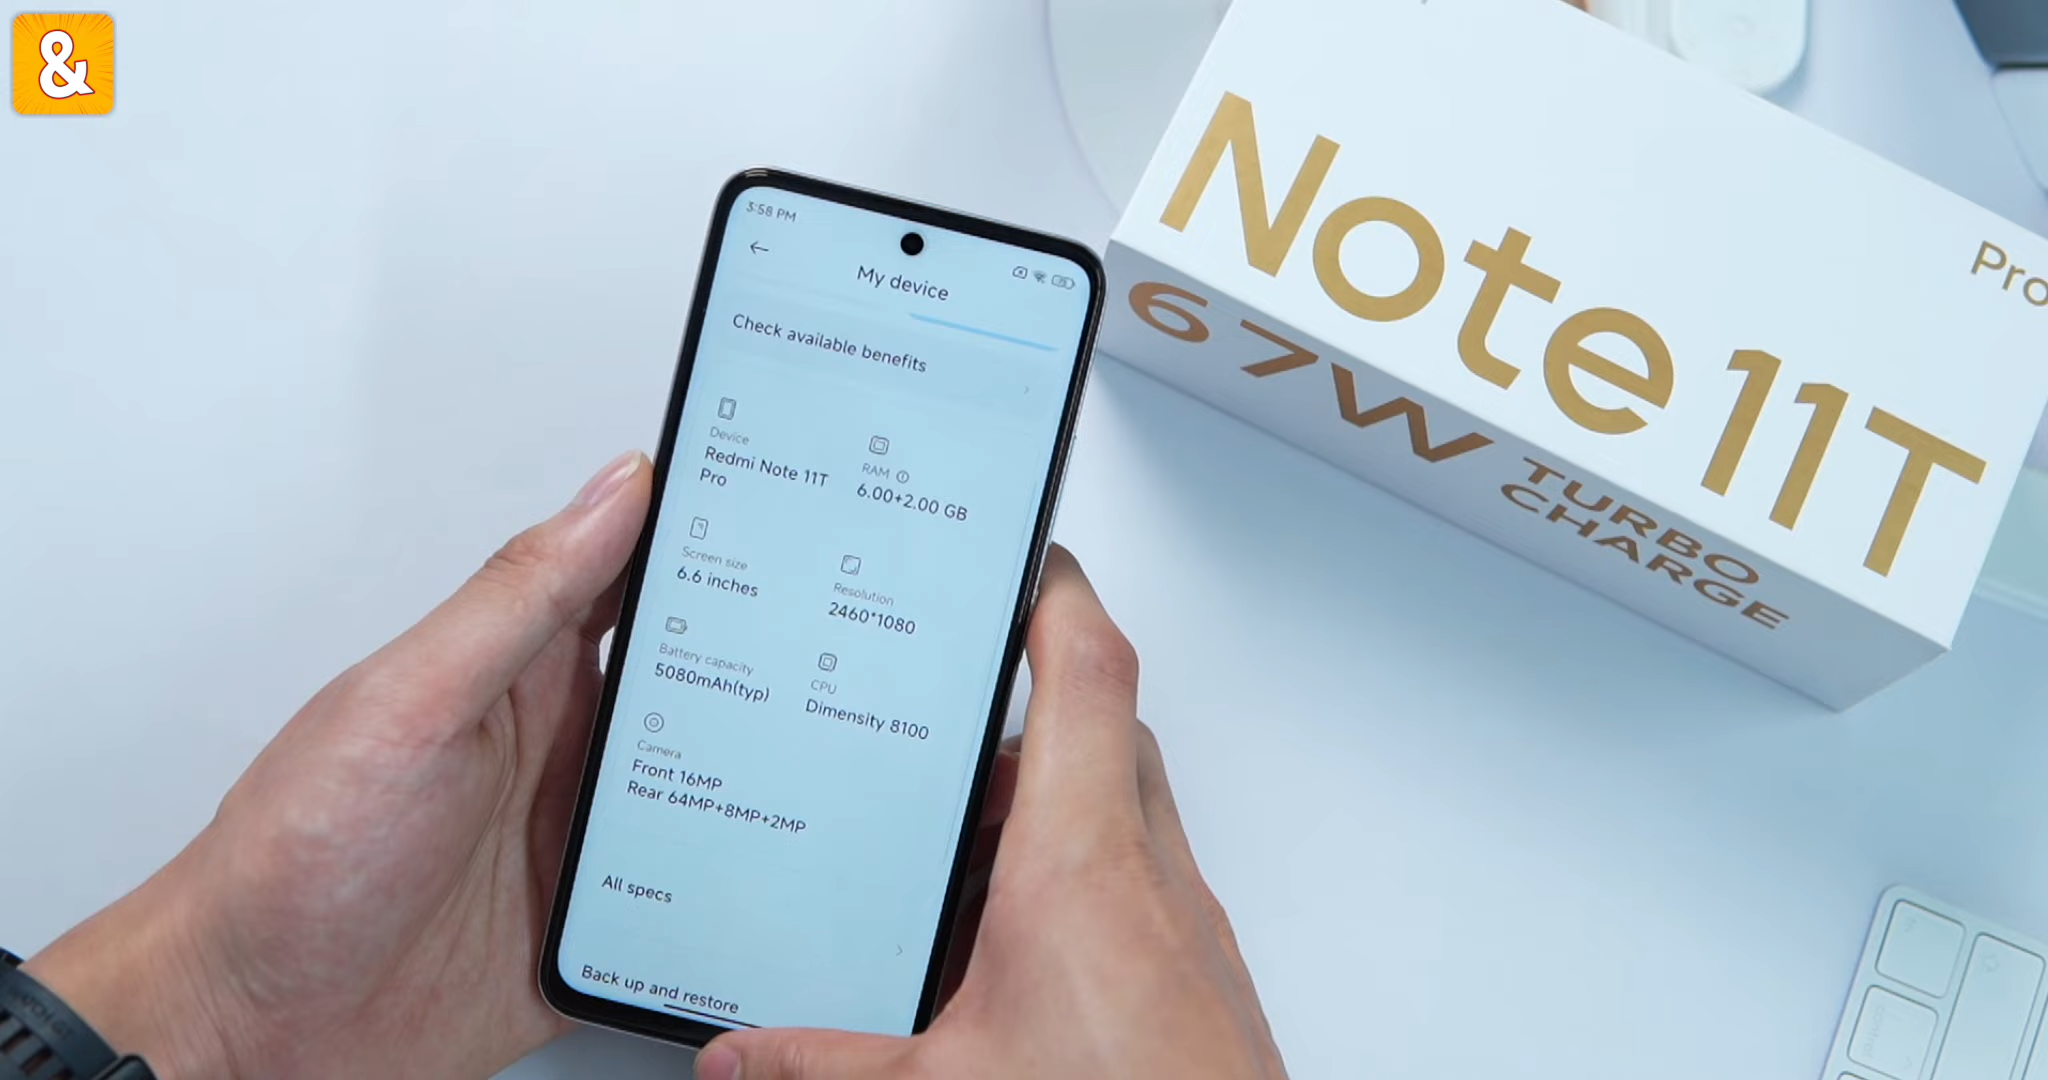 &
3:58 PM
My device
Check available benefits
Device
Redmi Note 11T
Pro
RAM
6.00+2.00 GB
Screen size
6.6 inches
Resolution
2460*1080
Battery capacity
5080mAh(typ)
CPU
Dimensity 8100
Camera
Front 16MP
Rear 64MP+8MP+2MP
All specs
Back up and restore
Note 11T
Pro
67W
TURBO
CHARGE
control